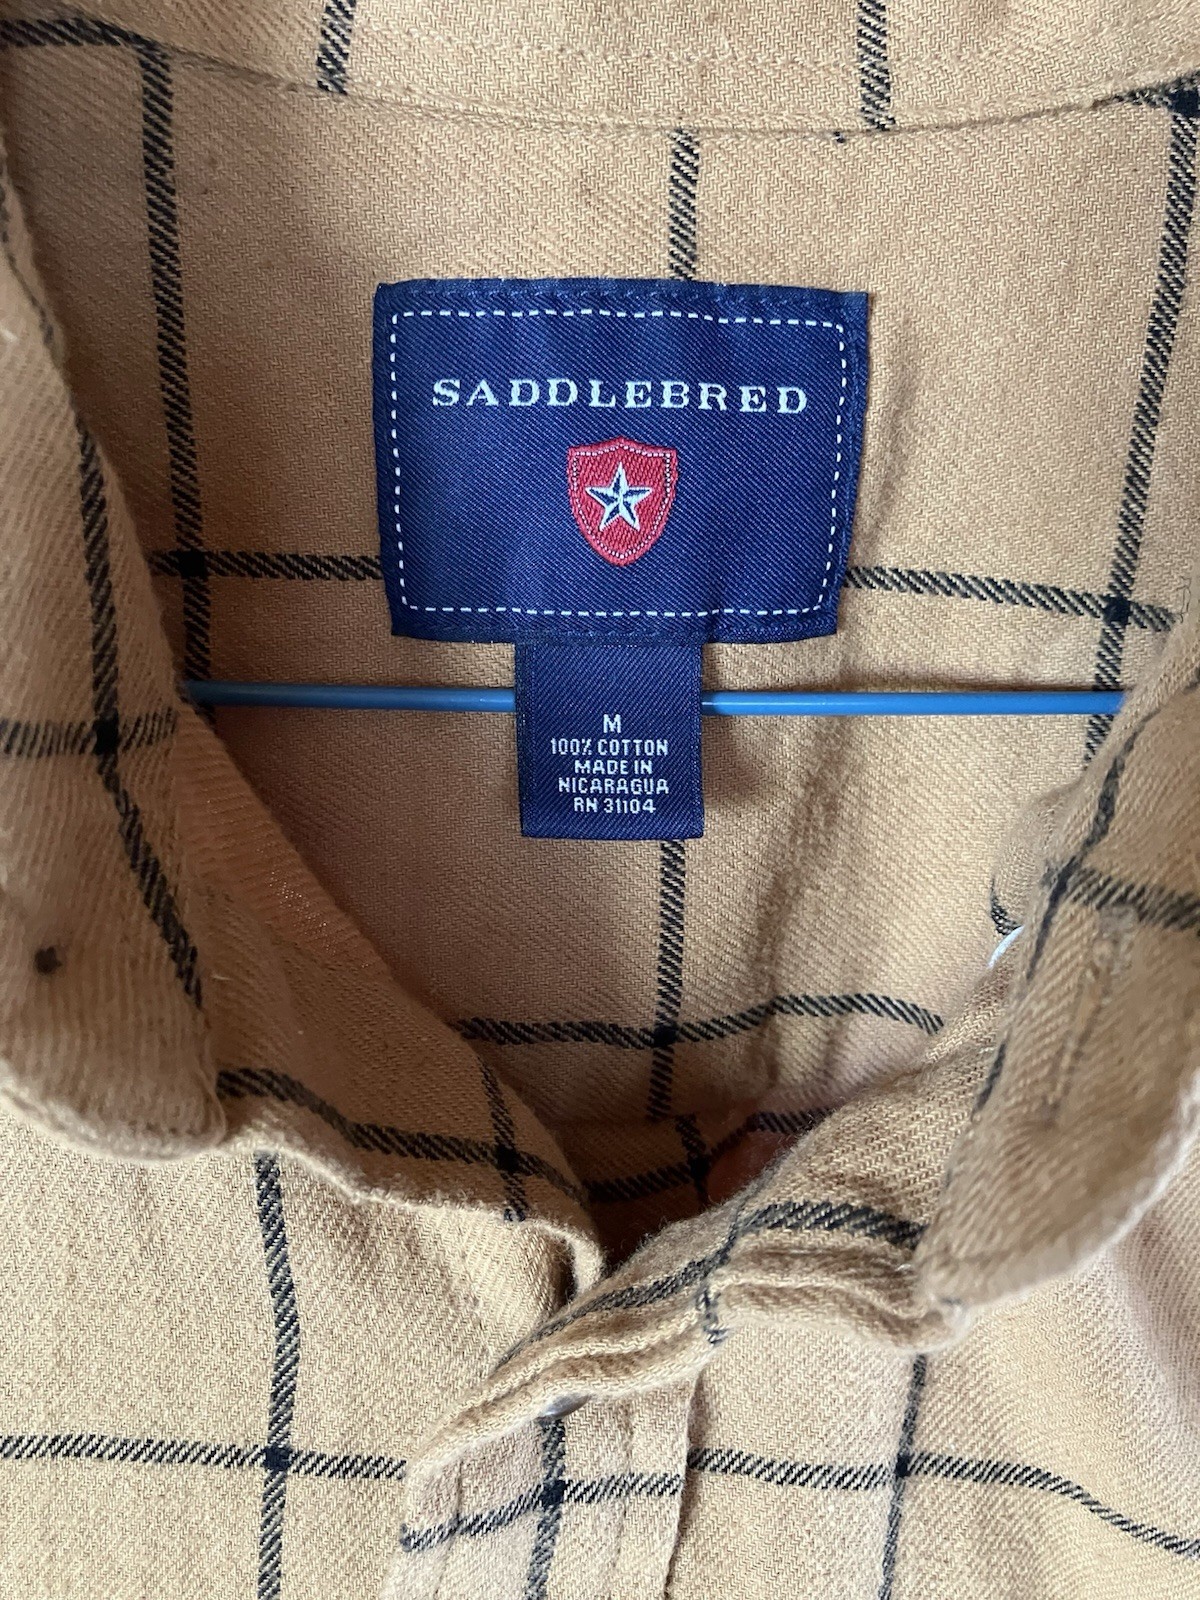 SADDLEBRED
M
100% COTTON
MADE IN
NICARAGUA
RN 31104